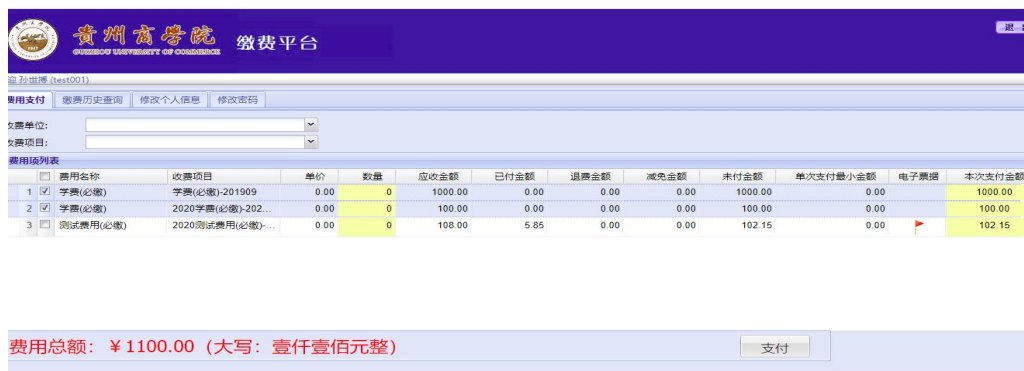 贵州商学院 缴费平台
GUIZHOU UNIVERSITY OF COMMERCE
1917
退
迎 孙世搏 (test001)
费用支付 缴费历史查询 修改个人信息 修改密码
收费单位:
收费项目:
费用项列表
费用名称 收费项目 单价 数量 应收金额 已付金额 退费金额 减免金额 未付金额 单次支付最小金额 电子票据 本次支付金额
1 学费(必缴) 学费(必缴)-201909 0.00 0 1000.00 0.00 0.00 0.00 1000.00 0.00 1000.00
2 学费(必缴) 2020学费(必缴)-202... 0.00 0 100.00 0.00 0.00 0.00 100.00 0.00 100.00
3 测试费用(必缴) 2020测试费用(必缴)-... 0.00 0 108.00 5.85 0.00 0.00 102.15 0.00 102.15
费用总额: ¥1100.00 (大写: 壹仟壹佰元整)
支付